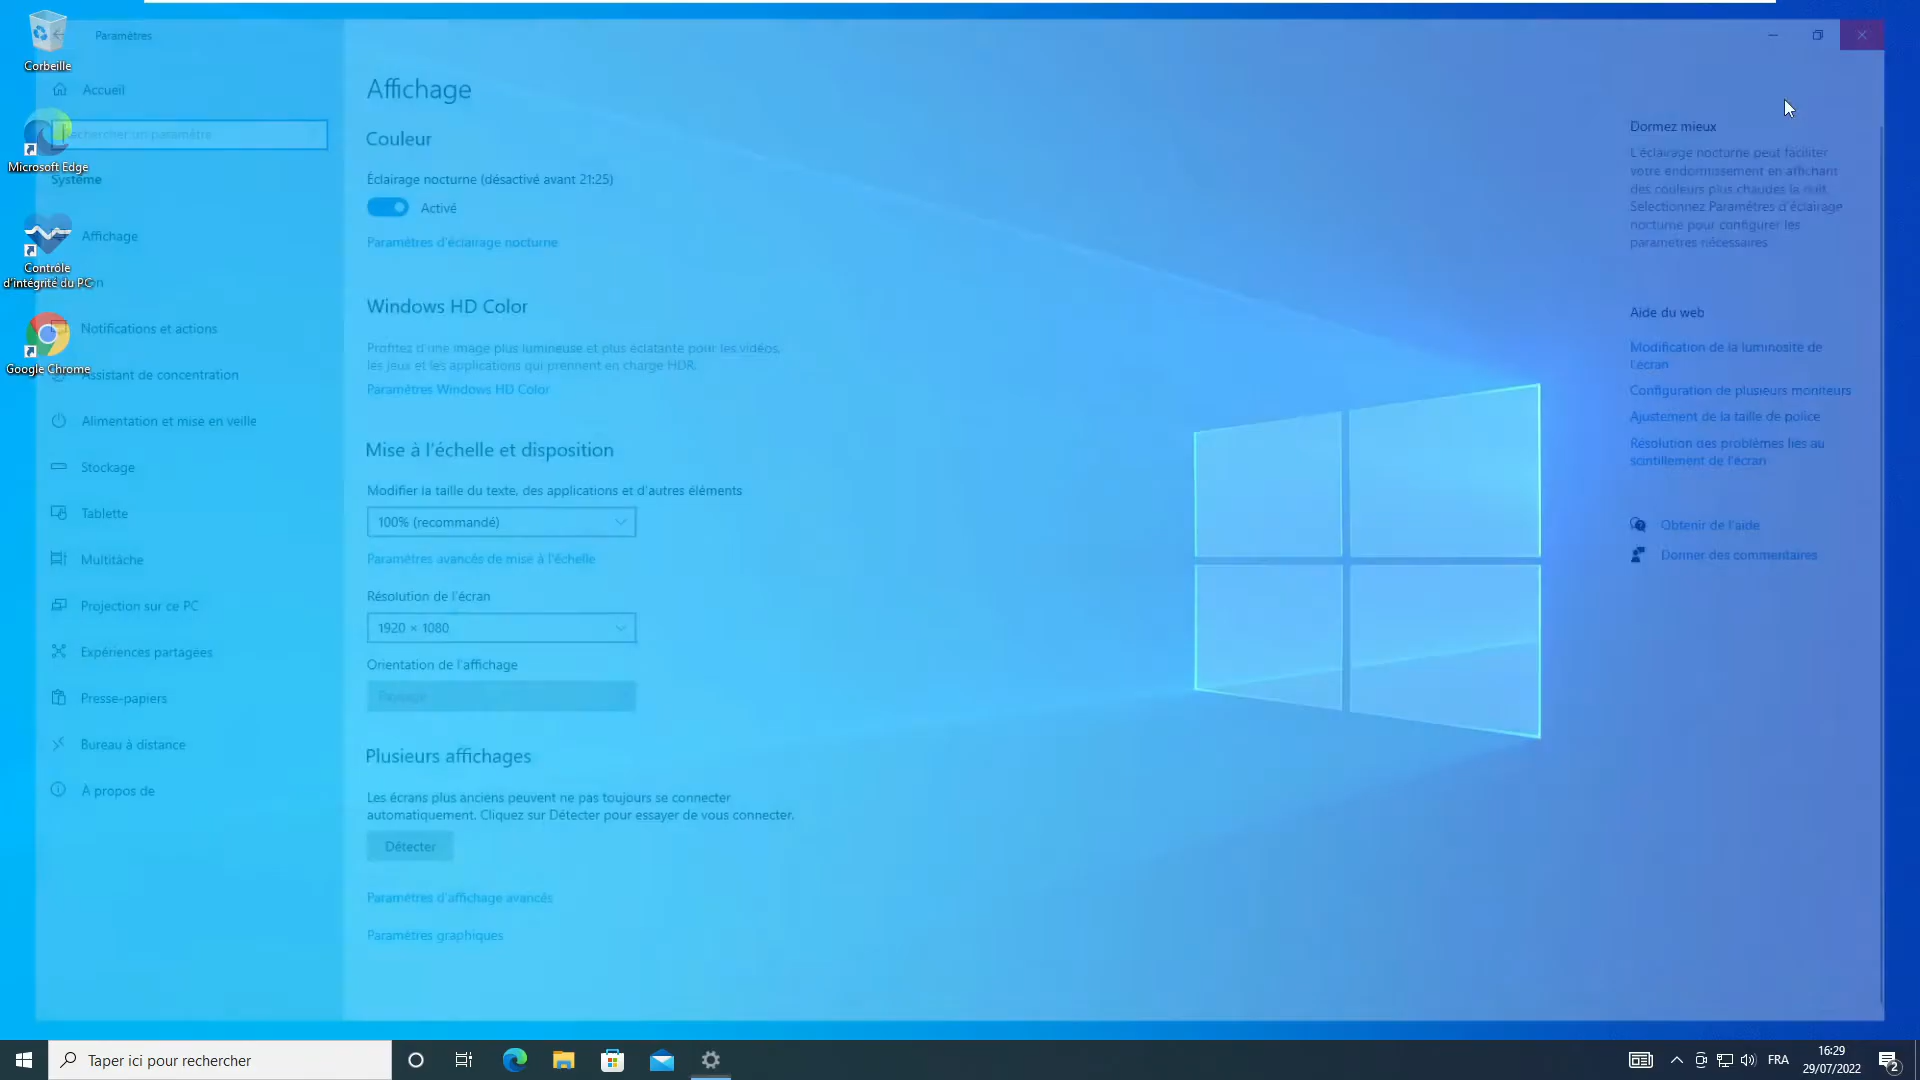 Corbeille
Microsoft Edge
Contrôle
d'intégrité du PC
Google Chrome
Paramètres
Accueil
Rechercher un paramètre
Système
Affichage
Notifications et actions
Assistant de concentration
Alimentation et mise en veille
Stockage
Tablette
Multitâche
Projection sur ce PC
Expériences partagées
Presse-papiers
Bureau à distance
À propos de
Affichage
Couleur
Éclairage nocturne (désactivé avant 21:25)
Activé
Paramètres d'éclairage nocturne
Windows HD Color
Profitez d'une image plus lumineuse et plus éclatante pour les vidéos,
les jeux et les applications qui prennent en charge HDR.
Paramètres Windows HD Color
Mise à l'échelle et disposition
Modifier la taille du texte, des applications et d'autres éléments
100% (recommandé)
Paramètres avancés de mise à l'échelle
Résolution de l'écran
1920 × 1080
Orientation de l'affichage
Paysage
Plusieurs affichages
Les écrans plus anciens peuvent ne pas toujours se connecter
automatiquement. Cliquez sur Détecter pour essayer de vous connecter.
Détecter
Paramètres d'affichage avancés
Paramètres graphiques
Dormez mieux
L'éclairage nocturne peut faciliter
votre endormissement en affichant
des couleurs plus chaudes la nuit.
Sélectionnez Paramètres d'éclairage
nocturne pour configurer les
paramètres nécessaires
Aide du web
Modification de la luminosité de
l'écran
Configuration de plusieurs moniteurs
Ajustement de la taille de police
Résolution des problèmes liés au
scintillement de l'écran
Obtenir de l'aide
Donner des commentaires
Taper ici pour rechercher
FRA
16:29
29/07/2022
2